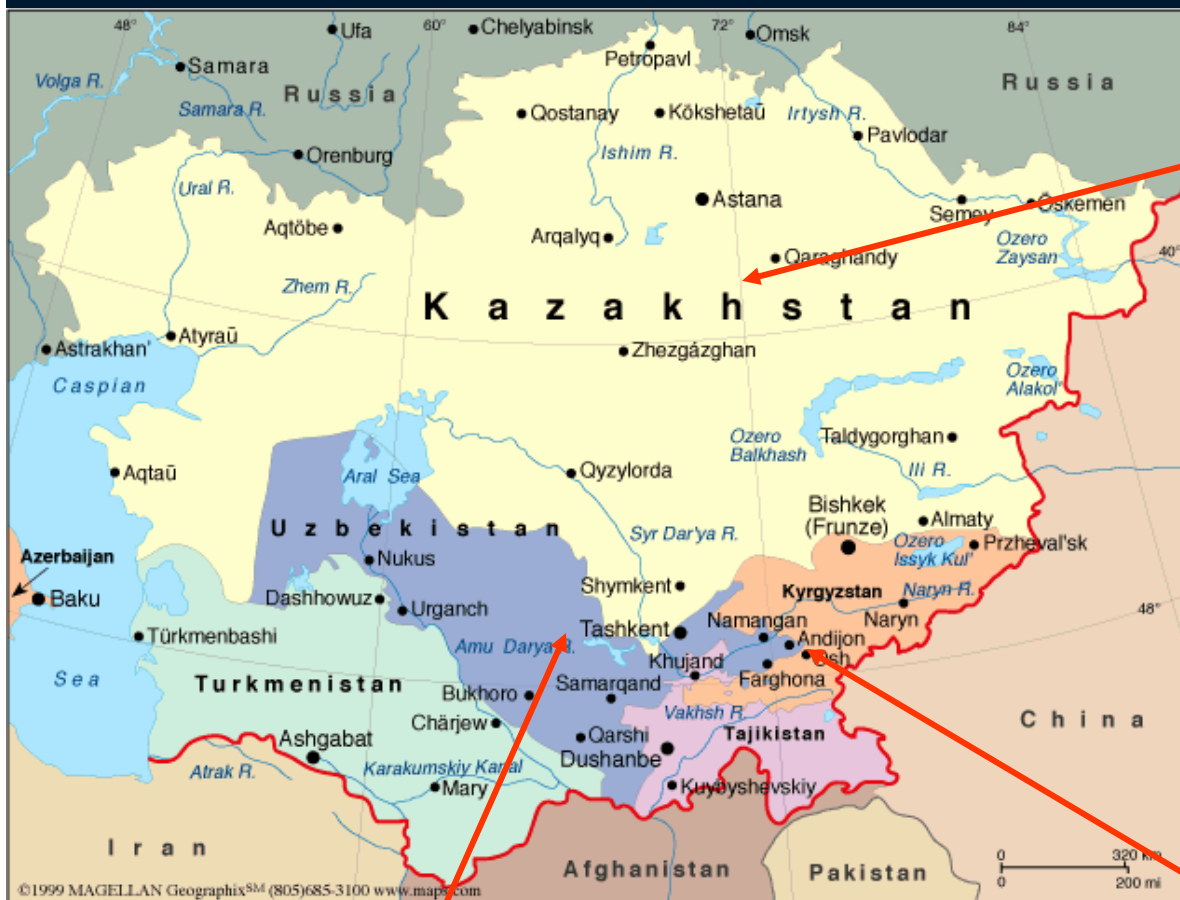 48°
60°
72°
84°
Ufa
Chelyabinsk
Omsk
Petropavl
Samara
Volga R.
Russia
Russia
Samara R.
Qostanay
Kökshetaū
Irtysh R.
Pavlodar
Orenburg
Ishim R.
Ural R.
Astana
Semey
Öskemen
Aqtöbe
Arqalyq
Ozero
Zaysan
40°
Qaraghandy
Zhem R.
Kazakhstan
Atyraū
Astrakhan'
Zhezgázghan
Caspian
Ozero
Alakol'
Ozero
Balkhash
Taldygorghan
Aqtaū
Aral Sea
Qyzylorda
Ili R.
Bishkek
(Frunze)
Almaty
Uzbekistan
Syr Dar'ya R.
Ozero
Issyk Kul'
Przheval'sk
Azerbaijan
Nukus
Baku
Dashhowuz
Urganch
Shymkent
Kyrgyzstan
Naryn R.
48°
Namangan
Naryn
Türkmenbashi
Tashkent
Andijon
Amu Darya R.
Khujand
Osh
Sea
Farghona
Turkmenistan
Bukhoro
Samarqand
Vakhsh R.
China
Chärjew
Qarshi
Tajikistan
Ashgabat
Dushanbe
Atrak R.
Karakumskiy Kanal
Mary
Kuybyshevskiy
Iran
Afghanistan
Pakistan
0 320 km
0 200 mi
©1999 MAGELLAN Geographix℠ (805)685-3100 www.maps.com